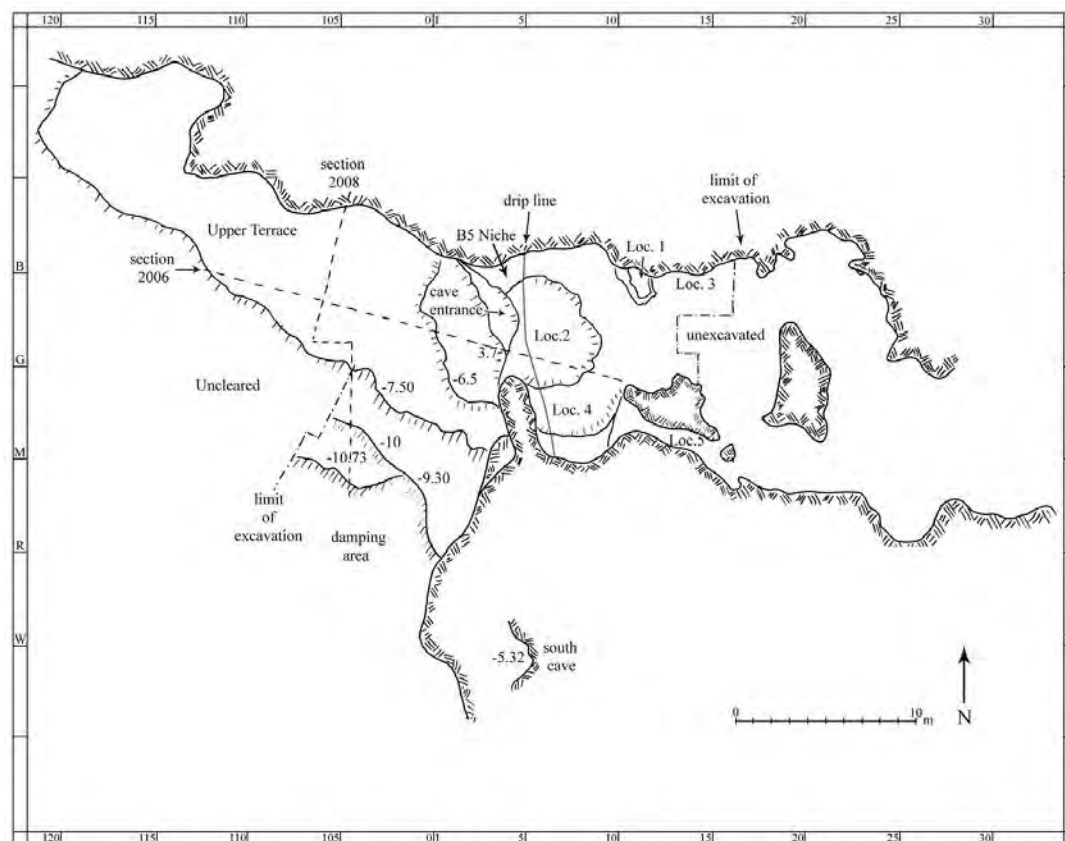 120 115 110 105 0|1 5 10 15 20 25 30
section
2008
limit of
excavation
drip line
Upper Terrace
B5 Niche
Loc. 1
section
2006
B
cave
entrance
Loc. 3
Loc.2
unexcavated
3.7
G
-6.5
Uncleared
-7.50
Loc. 4
Loc.5
-10
M
-10.73
-9.30
limit
of
excavation
damping
area
R
W
-5.32
south
cave
0 10 m
N
120 115 110 105 0|1 5 10 15 20 25 30